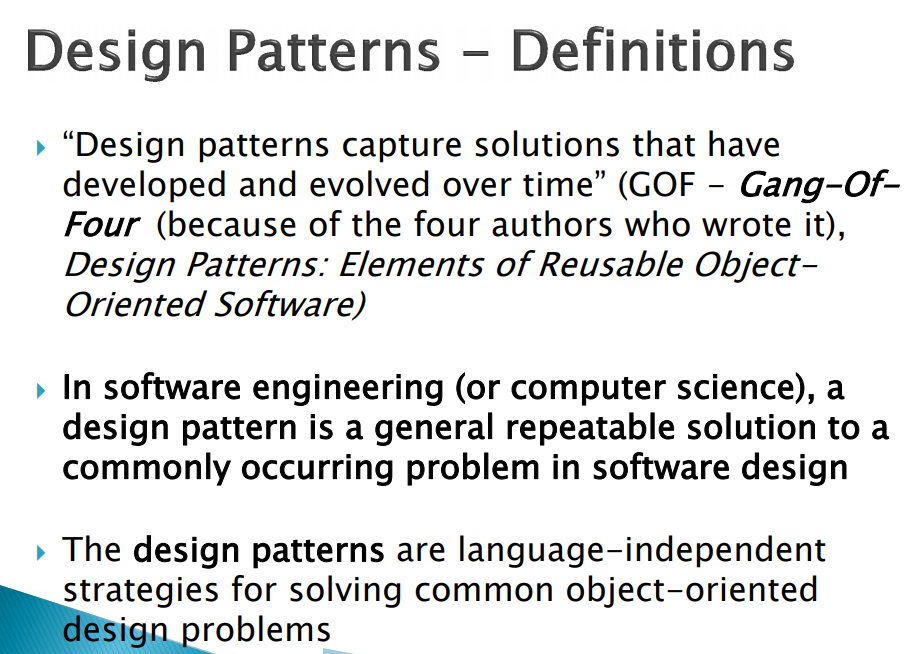 Design Patterns - Definitions
“Design patterns capture solutions that have
developed and evolved over time” (GOF - Gang-Of-
Four (because of the four authors who wrote it),
Design Patterns: Elements of Reusable Object-
Oriented Software)
In software engineering (or computer science), a
design pattern is a general repeatable solution to a
commonly occurring problem in software design
The design patterns are language-independent
strategies for solving common object-oriented
design problems